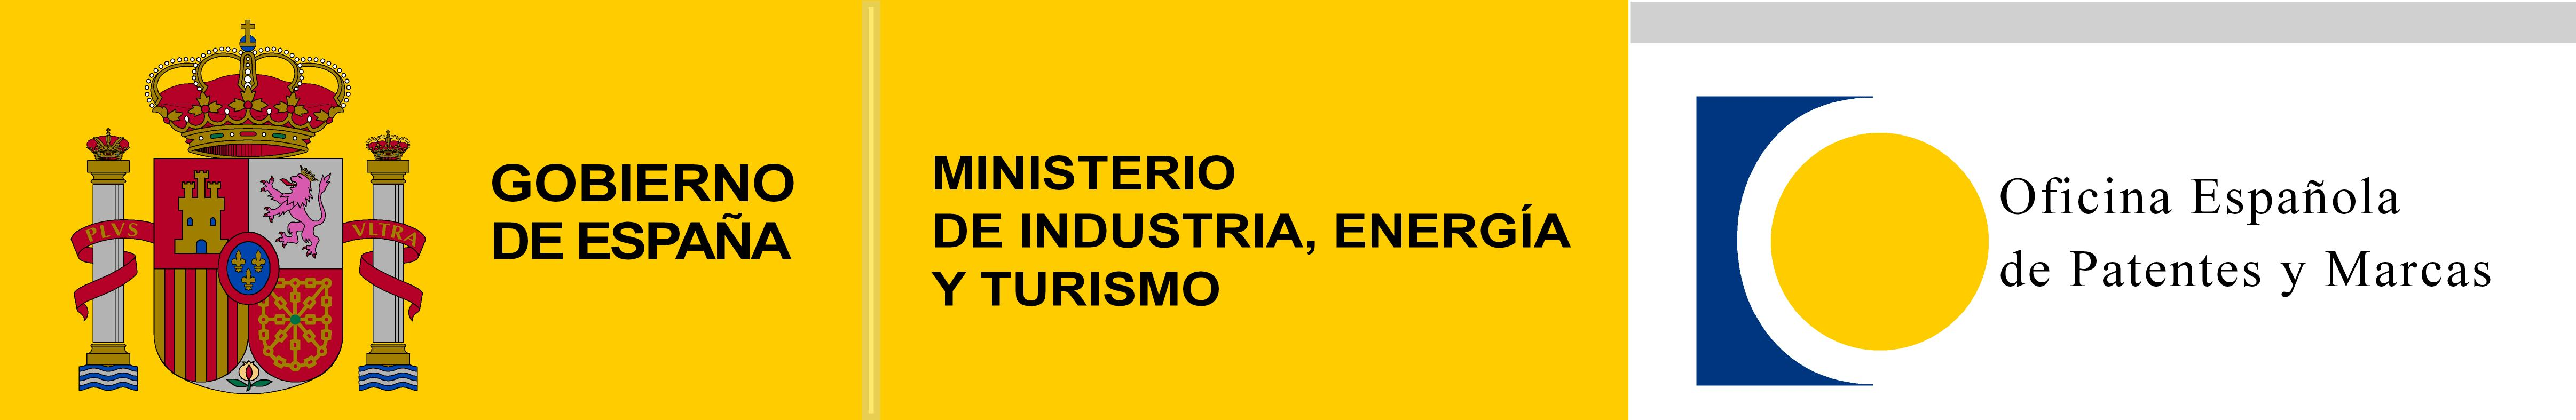 PLVS
VLTRA
GOBIERNO
DE ESPAÑA
MINISTERIO
DE INDUSTRIA, ENERGÍA
Y TURISMO
Oficina Española
de Patentes y Marcas